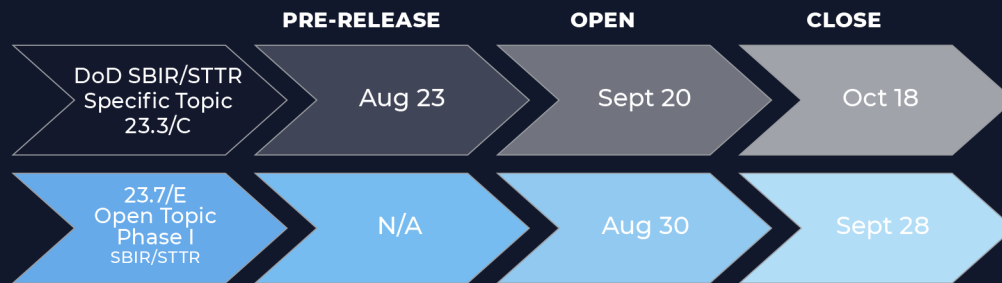 PRE-RELEASE OPEN CLOSE
DoD SBIR/STTR
Specific Topic
23.3/C
Aug 23
Sept 20
Oct 18
23.7/E
Open Topic
Phase I
SBIR/STTR
N/A
Aug 30
Sept 28